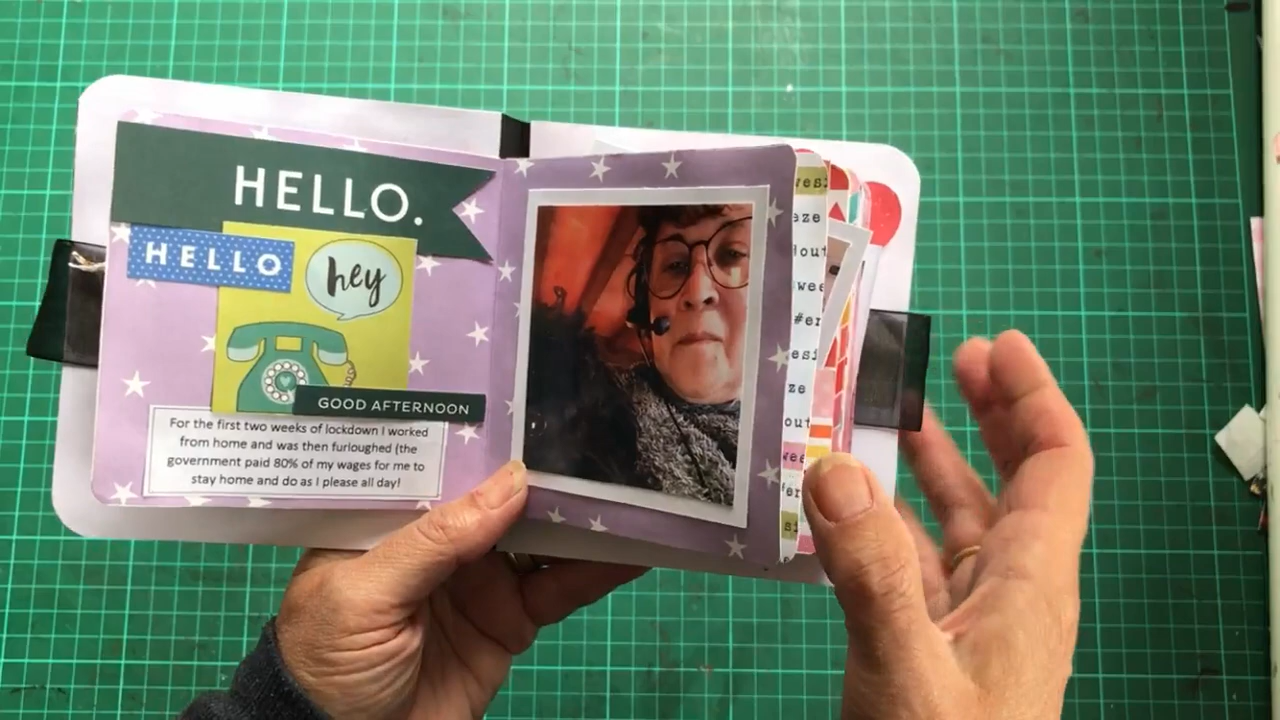 HELLO.
HELLO
hey
GOOD AFTERNOON
For the first two weeks of lockdown I worked
from home and was then furloughed (the
government paid 80% of my wages for me to
stay home and do as I please all day!